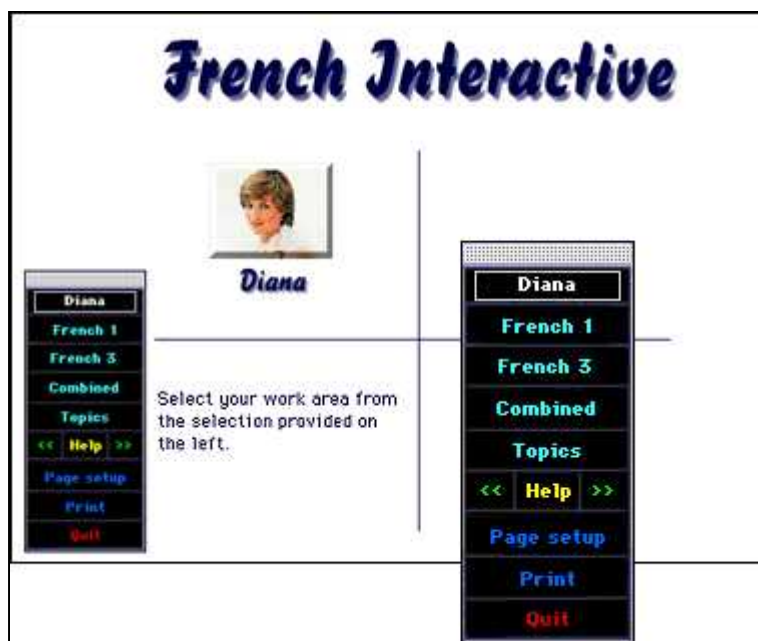 French Interactive
Diana
Diana
French 1
French 3
Combined
Topics
<< Help >>
Page setup
Print
Quit
Select your work area from
the selection provided on
the left.
Diana
French 1
French 3
Combined
Topics
<< Help >>
Page setup
Print
Quit